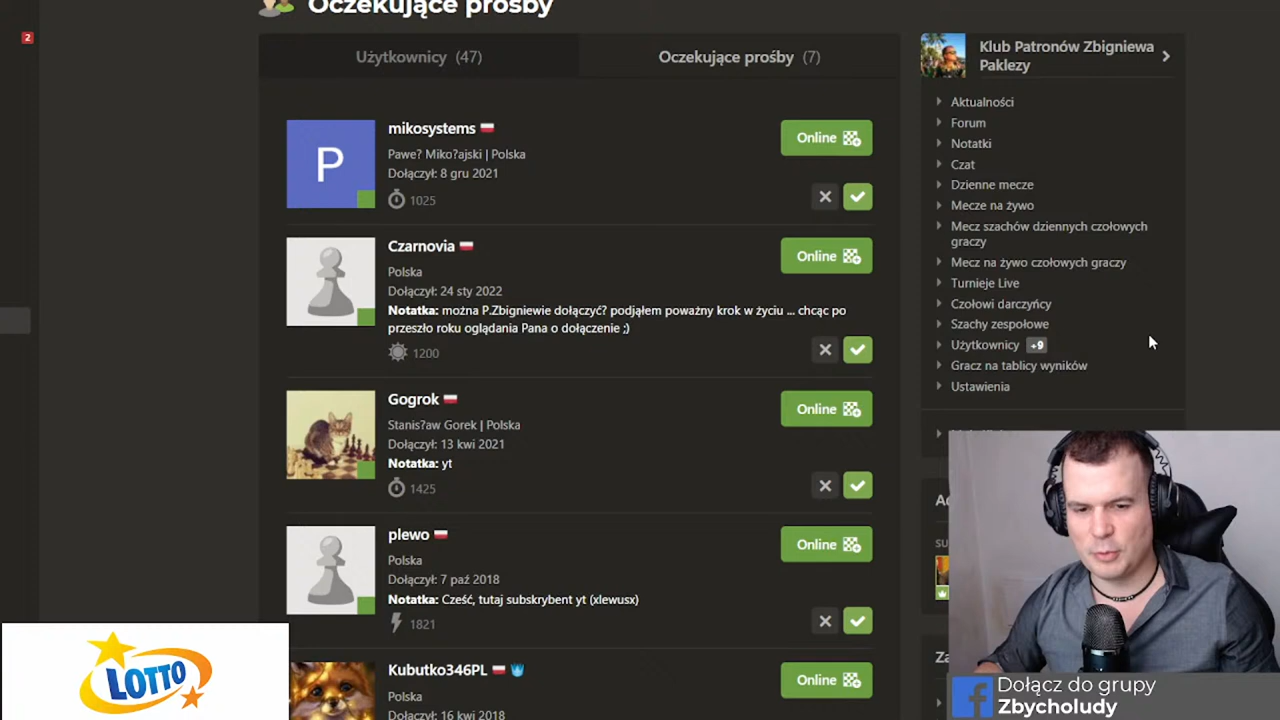 Oczekujące prośby
2
Użytkownicy (47)
Oczekujące prośby (7)
P
mikosystems
Pawe? Miko?ajski | Polska
Dołączył: 8 gru 2021
1025
Online
Czarnovia
Polska
Dołączył: 24 sty 2022
Notatka: można P.Zbigniewie dołączyć? podjąłem poważny krok w życiu ... chcąc po
przeszło roku oglądania Pana o dołączenie ;)
1200
Online
Gogrok
Stanis?aw Gorek | Polska
Dołączył: 13 kwi 2021
Notatka: yt
1425
Online
plewo
Polska
Dołączył: 7 paź 2018
Notatka: Cześć, tutaj subskrybent yt (xlewusx)
1821
Online
Kubutko346PL
Polska
Dołączył: 16 kwi 2018
Online
Klub Patronów Zbigniewa
Paklezy
Aktualności
Forum
Notatki
Czat
Dzienne mecze
Mecze na żywo
Mecz szachów dziennych czołowych
graczy
Mecz na żywo czołowych graczy
Turnieje Live
Czołowi darczyńcy
Szachy zespołowe
Użytkownicy +9
Gracz na tablicy wyników
Ustawienia
LOTTO
Dołącz do grupy
Zbycholudy